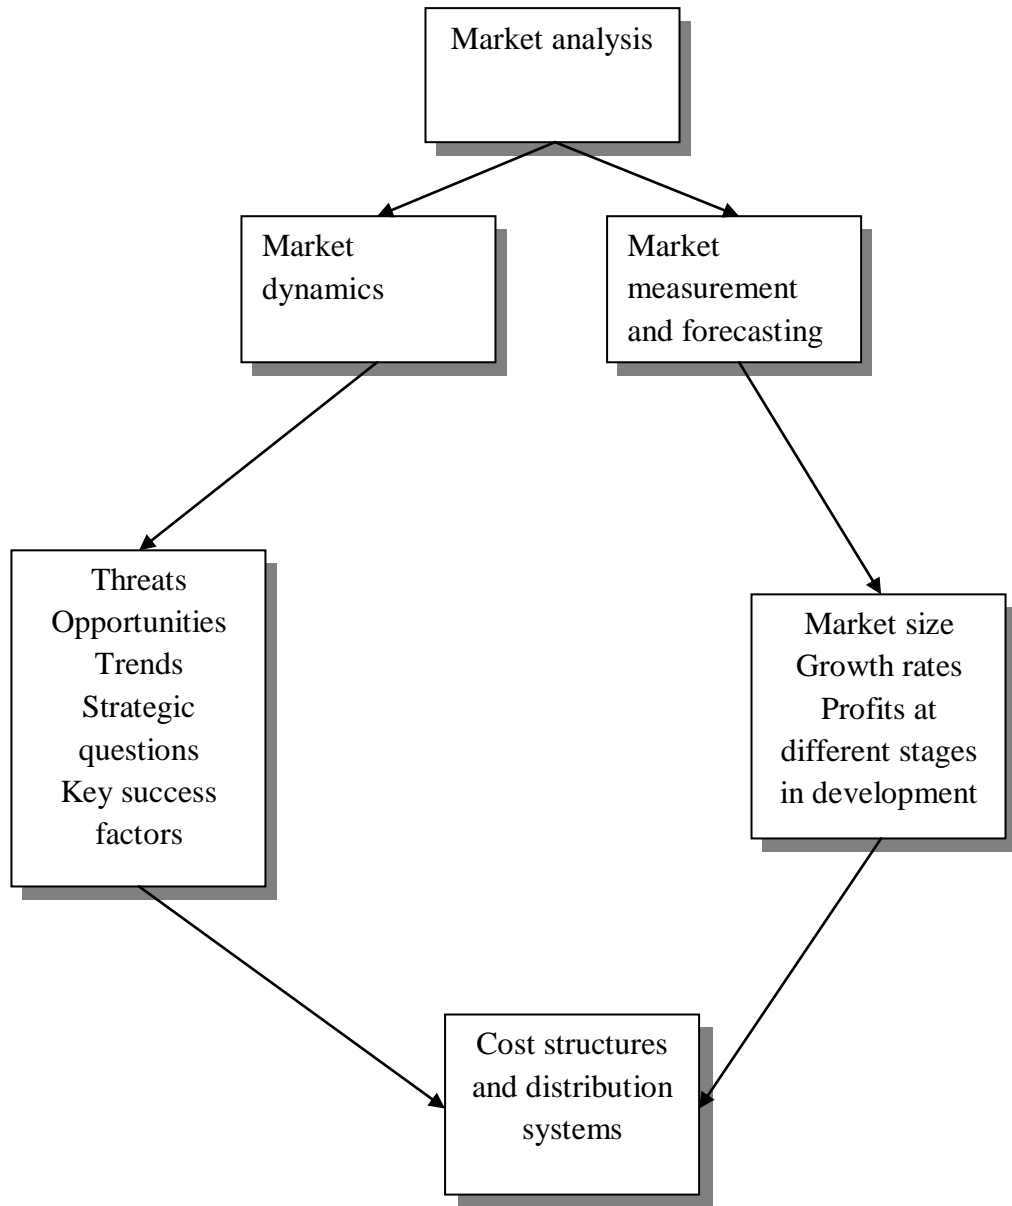 Market analysis
Market
dynamics
Market
measurement
and forecasting
Threats
Opportunities
Trends
Strategic
questions
Key success
factors
Market size
Growth rates
Profits at
different stages
in development
Cost structures
and distribution
systems